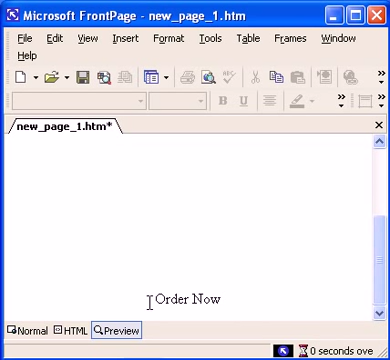 Microsoft FrontPage - new_page_1.htm
File Edit View Insert Format Tools Table Frames Window
Help
B U
new_page_1.htm*
Order Now
Normal HTML Preview
0 seconds ove